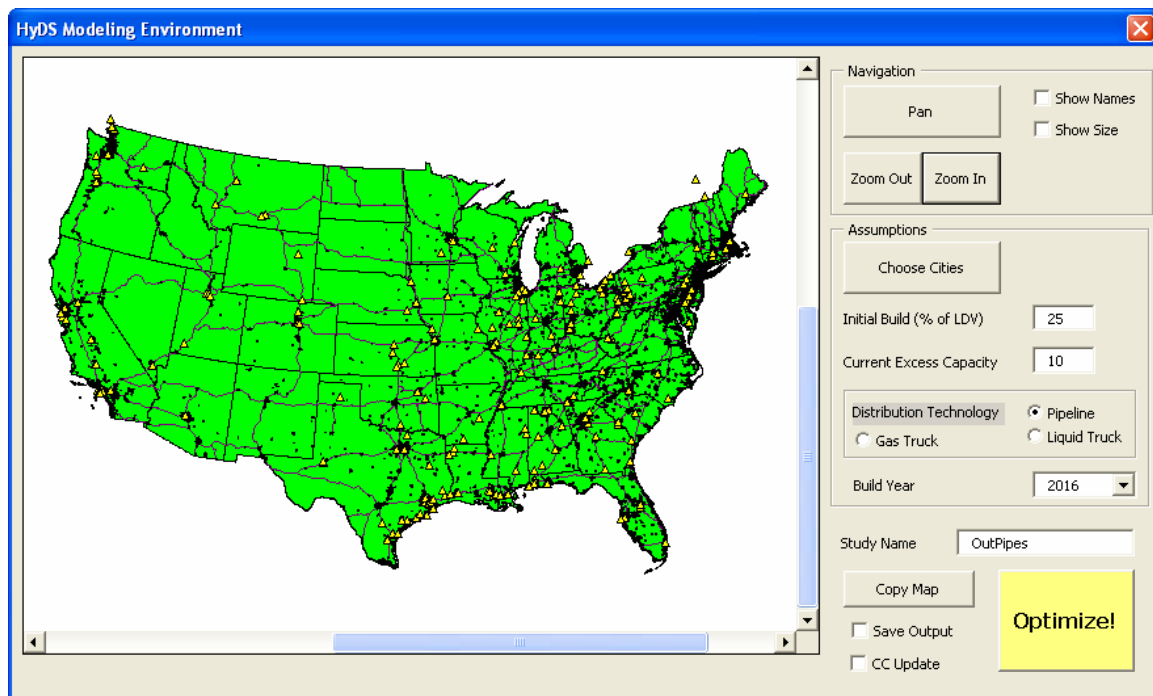 HyDS Modeling Environment
Navigation
Pan
Show Names
Show Size
Zoom Out
Zoom In
Assumptions
Choose Cities
Initial Build (% of LDV)
25
Current Excess Capacity
10
Distribution Technology
Pipeline
Gas Truck
Liquid Truck
Build Year
2016
Study Name
OutPipes
Copy Map
Optimize!
Save Output
CC Update